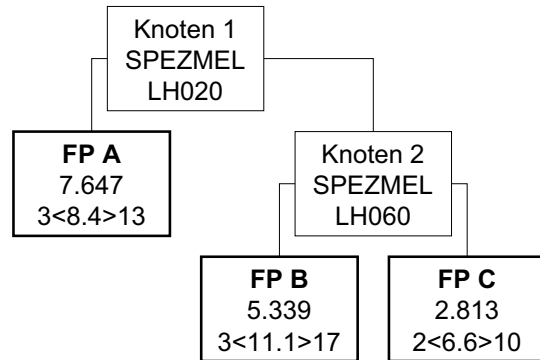 Knoten 1
SPEZMEL
LH020
FP A
7.647
3<8.4>13
Knoten 2
SPEZMEL
LH060
FP B
5.339
3<11.1>17
FP C
2.813
2<6.6>10